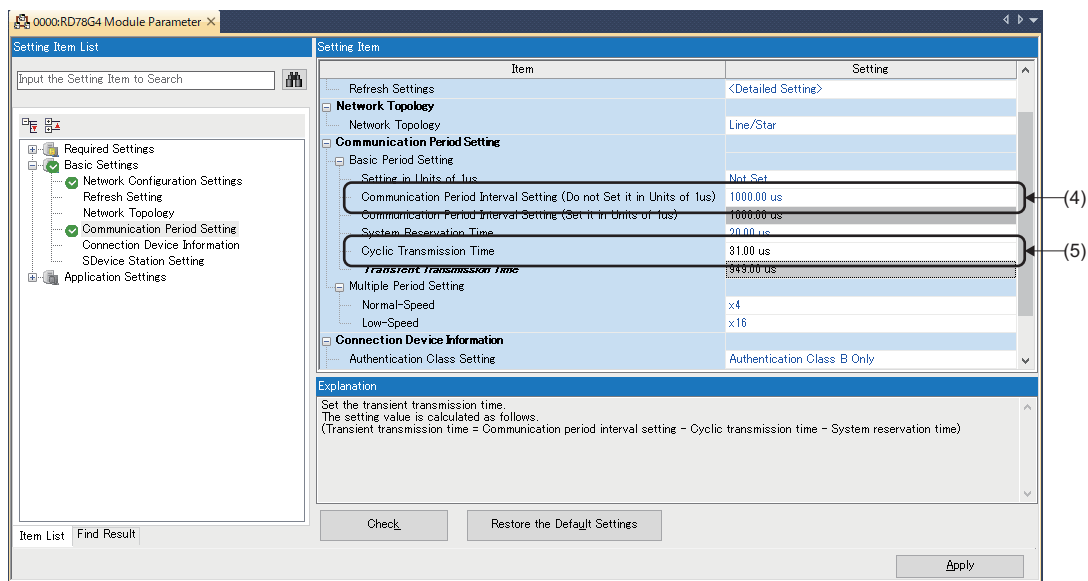 0000:RD78G4 Module Parameter
Setting Item List
Input the Setting Item to Search
Required Settings
Basic Settings
Network Configuration Settings
Refresh Setting
Network Topology
Communication Period Setting
Connection Device Information
SDevice Station Setting
Application Settings
Item List Find Result
Setting Item
Item Setting
Refresh Settings <Detailed Setting>
Network Topology
Network Topology Line/Star
Communication Period Setting
Basic Period Setting
Setting in Units of 1us Not Set
Communication Period Interval Setting (Do not Set it in Units of 1us) 1000.00 us (4)
Communication Period Interval Setting (Set it in Units of 1us) 1000.00 us
System Reservation Time 20.00 us
Cyclic Transmission Time 31.00 us (5)
Transient Transmission Time 949.00 us
Multiple Period Setting
Normal-Speed x4
Low-Speed x16
Connection Device Information
Authentication Class Setting Authentication Class B Only
Explanation
Set the transient transmission time.
The setting value is calculated as follows.
(Transient transmission time = Communication period interval setting - Cyclic transmission time - System reservation time)
Check Restore the Default Settings
Apply